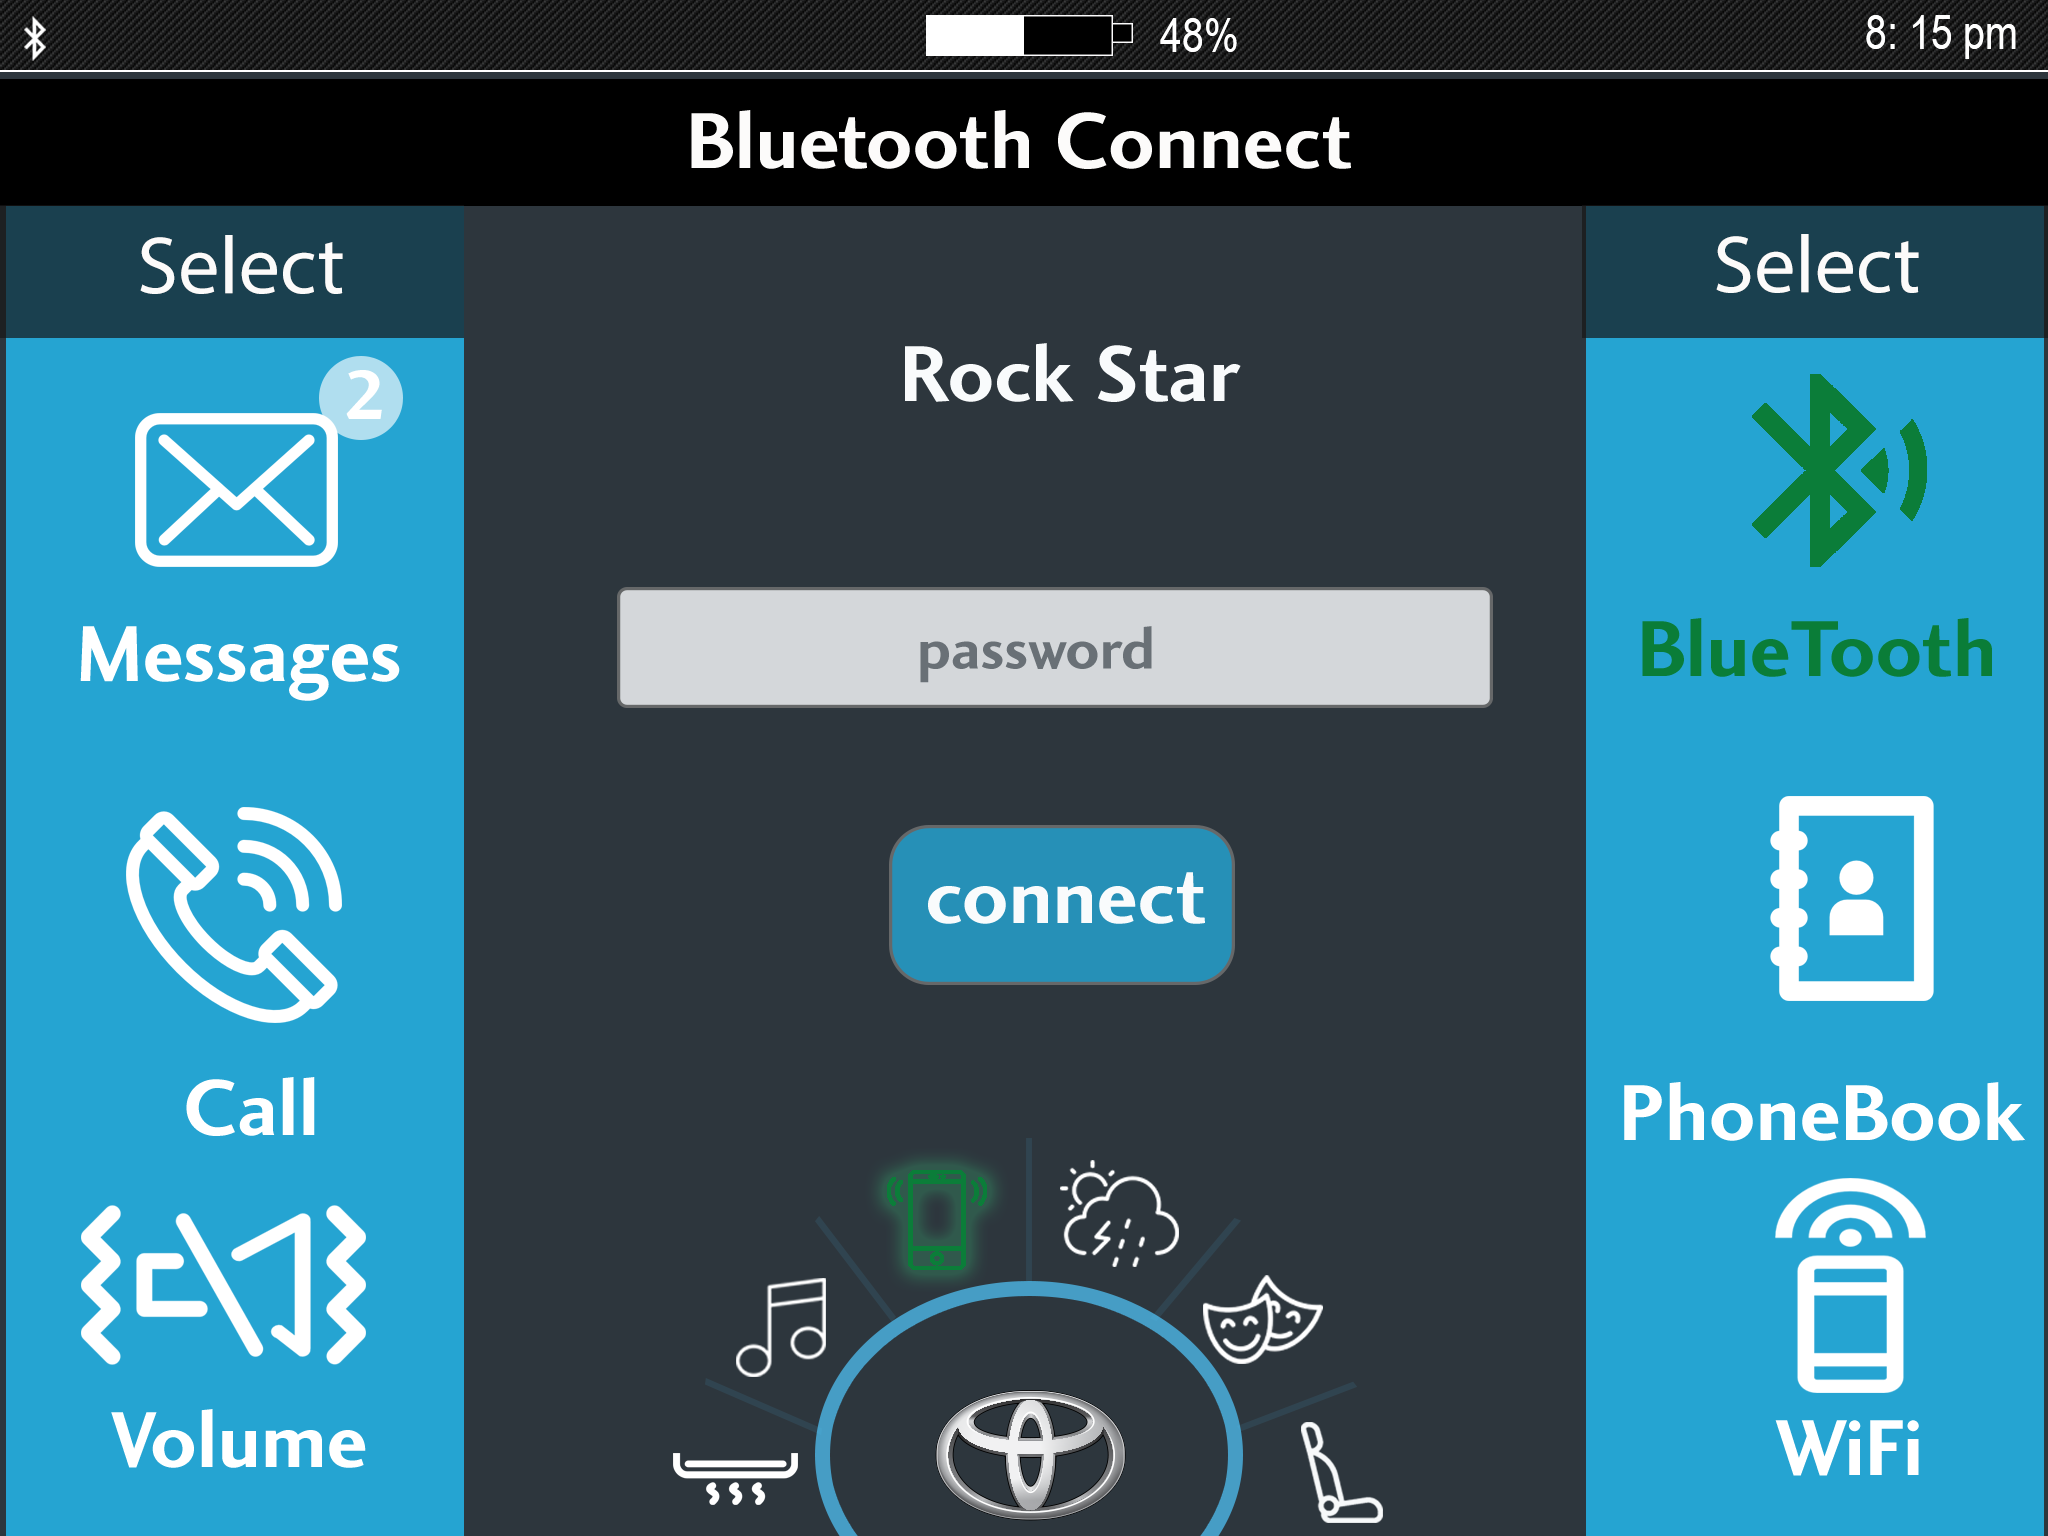 48%
8: 15 pm
Bluetooth Connect
Select
Select
Rock Star
2
Messages
BlueTooth
password
connect
Call
PhoneBook
Volume
WiFi